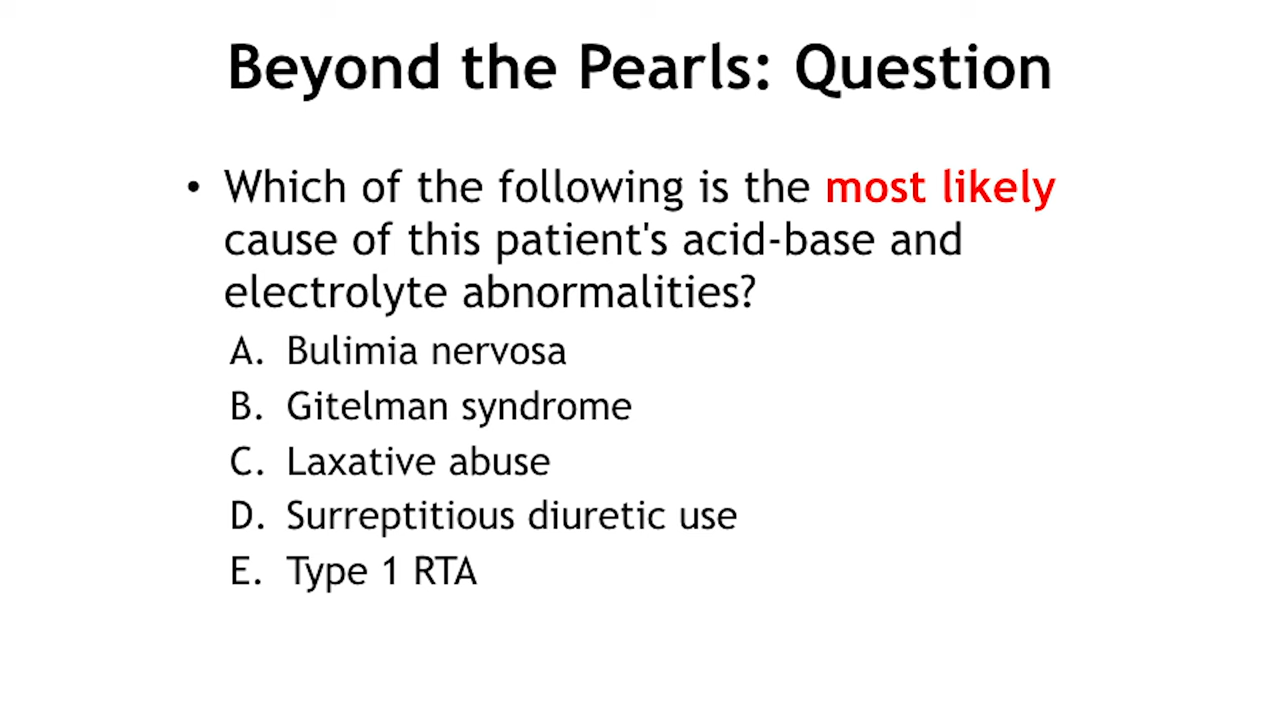 Beyond the Pearls: Question
• Which of the following is the most likely
cause of this patient's acid-base and
electrolyte abnormalities?
A. Bulimia nervosa
B. Gitelman syndrome
C. Laxative abuse
D. Surreptitious diuretic use
E. Type 1 RTA